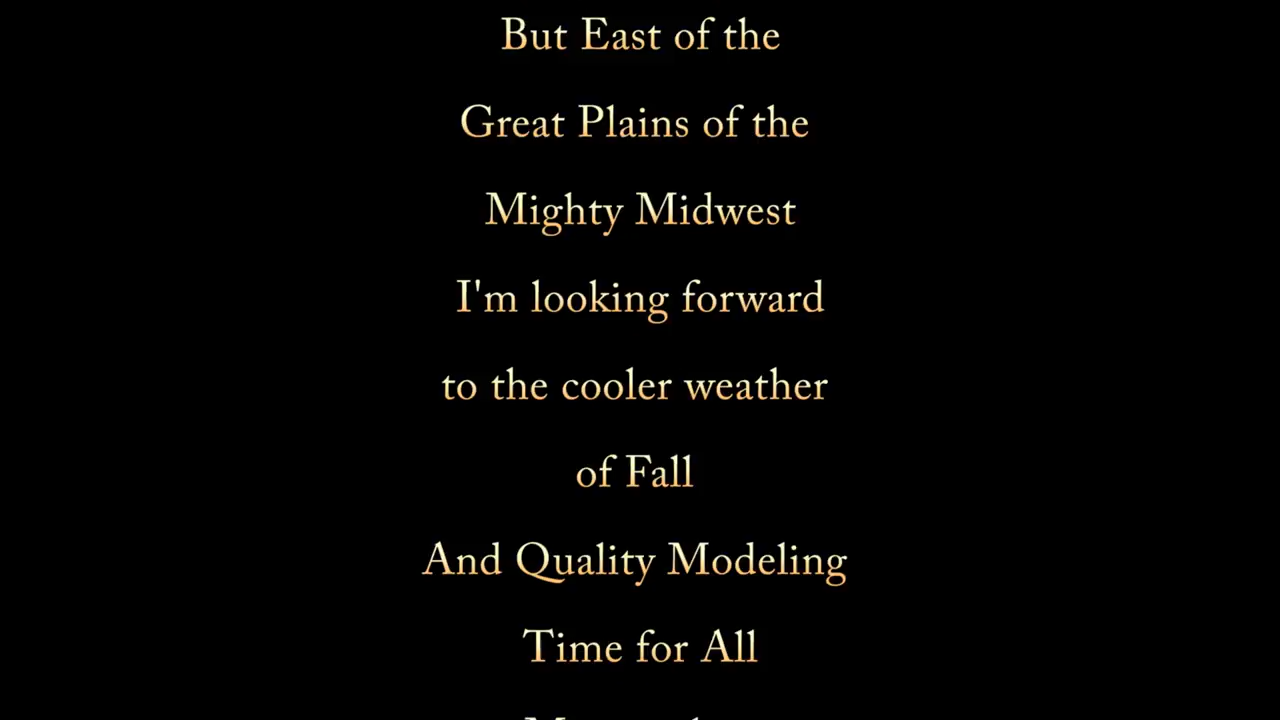 But East of the
Great Plains of the
Mighty Midwest
I'm looking forward
to the cooler weather
of Fall
And Quality Modeling
Time for All